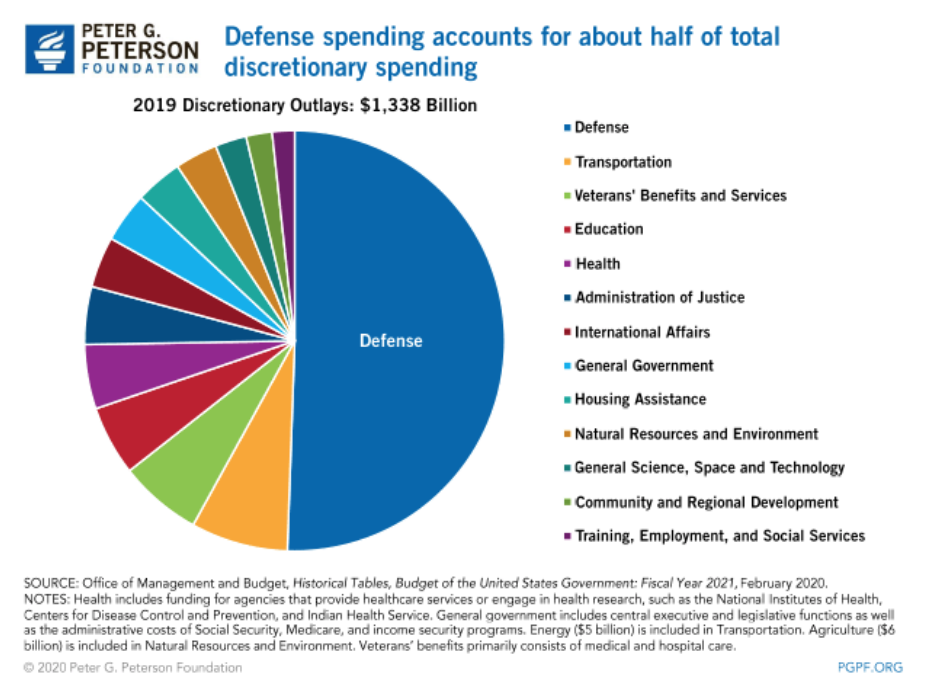 PETER G.
PETERSON
FOUNDATION
Defense spending accounts for about half of total
discretionary spending
2019 Discretionary Outlays: $1,338 Billion
Defense
Defense
Transportation
Veterans' Benefits and Services
Education
Health
Administration of Justice
International Affairs
General Government
Housing Assistance
Natural Resources and Environment
General Science, Space and Technology
Community and Regional Development
Training, Employment, and Social Services
SOURCE: Office of Management and Budget, Historical Tables, Budget of the United States Government: Fiscal Year 2021, February 2020.
NOTES: Health includes funding for agencies that provide healthcare services or engage in health research, such as the National Institutes of Health,
Centers for Disease Control and Prevention, and Indian Health Service. General government includes central executive and legislative functions as well
as the administrative costs of Social Security, Medicare, and income security programs. Energy ($5 billion) is included in Transportation. Agriculture ($6
billion) is included in Natural Resources and Environment. Veterans' benefits primarily consists of medical and hospital care.
© 2020 Peter G. Peterson Foundation
PGPF.ORG